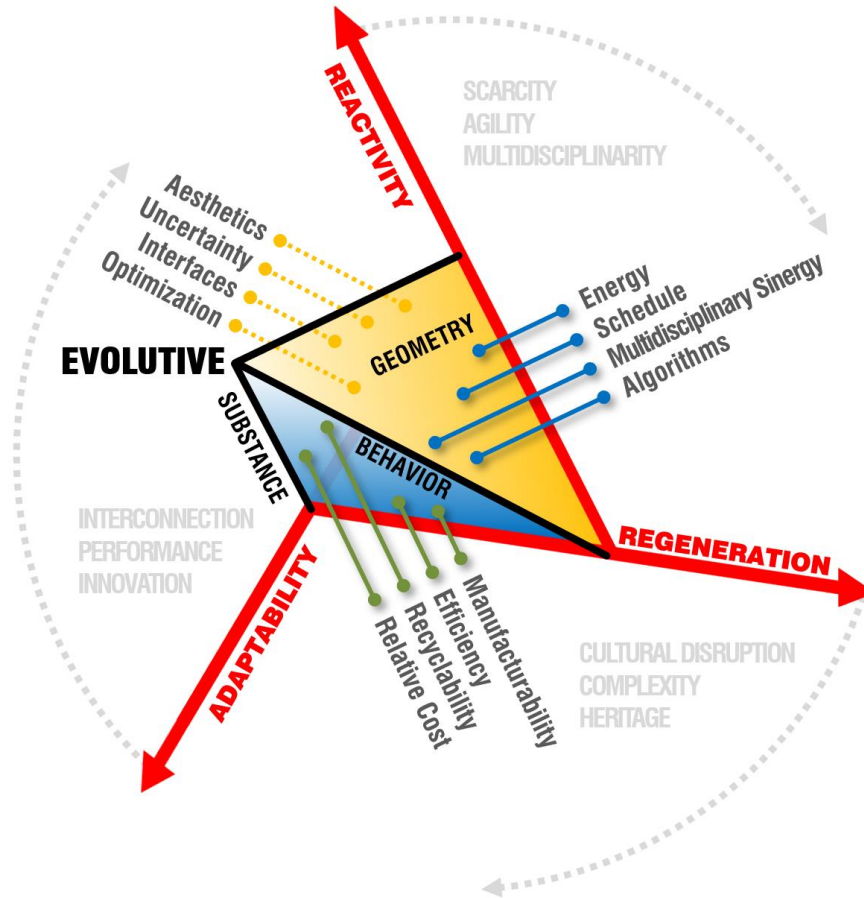 REACTIVITY
SCARCITY
AGILITY
MULTIDISCIPLINARITY
Aesthetics
Uncertainty
Interfaces
Optimization
Energy
Schedule
Multidisciplinary Sinergy
Algorithms
GEOMETRY
EVOLUTIVE
SUBSTANCE
BEHAVIOR
INTERCONNECTION
PERFORMANCE
INNOVATION
REGENERATION
ADAPTABILITY
Manufacturability
Efficiency
Recyclability
Relative Cost
CULTURAL DISRUPTION
COMPLEXITY
HERITAGE